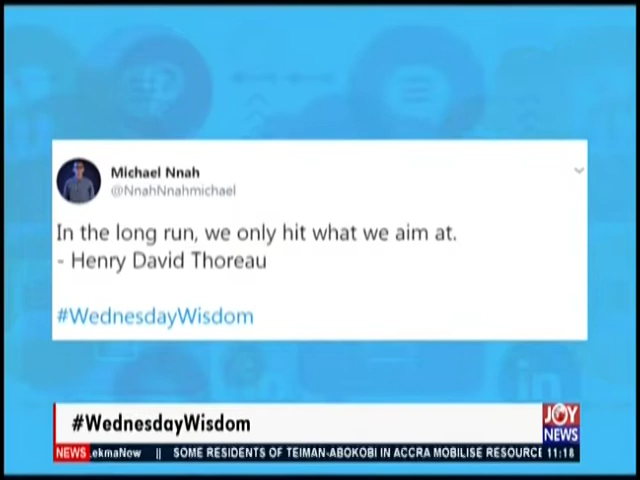 Michael Nnah
@NnahNnahmichael
In the long run, we only hit what we aim at.
- Henry David Thoreau
#WednesdayWisdom
#WednesdayWisdom
JOY
NEWS
NEWS .ekmaNow || SOME RESIDENTS OF TEIMAN-ABOKOBI IN ACCRA MOBILISE RESOURCE 11:18